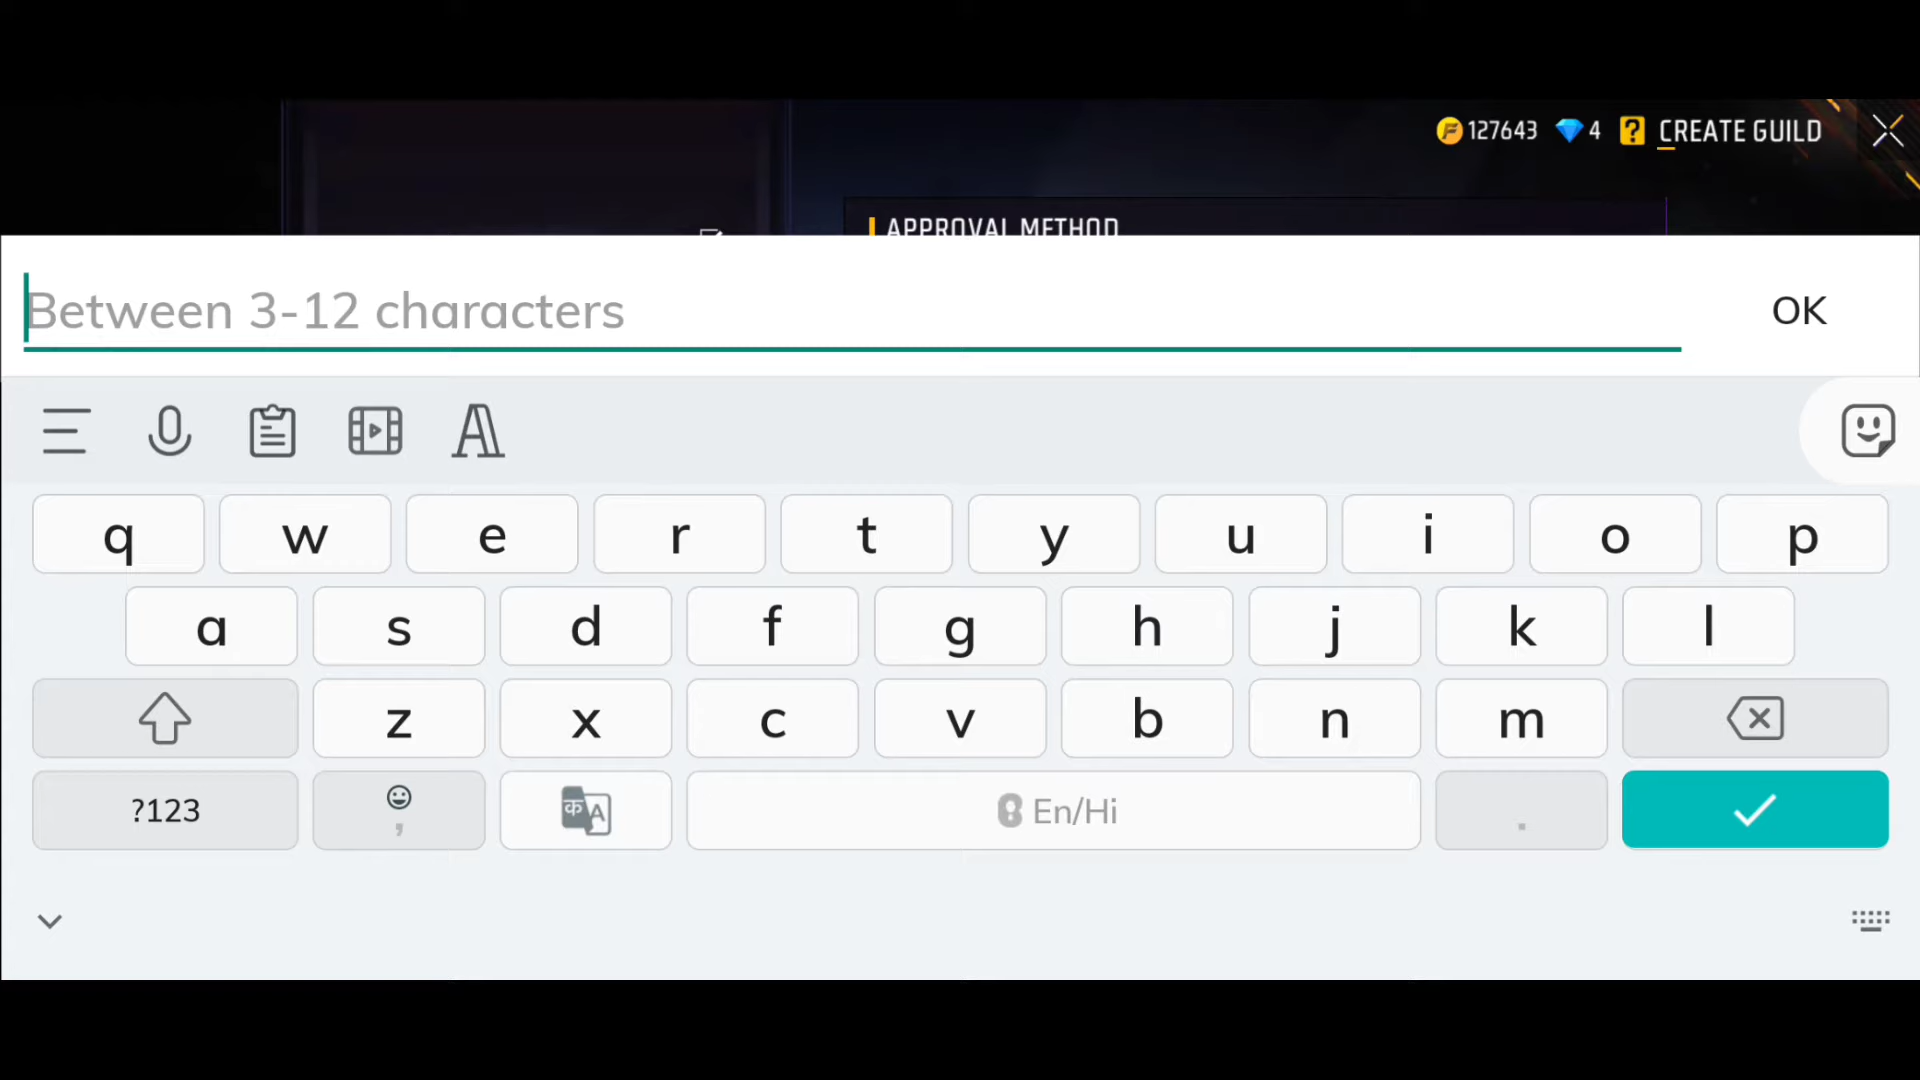 127643 4 ? CREATE GUILD
APPROVAL METHOD
Between 3-12 characters OK
q w e r t y u i o p
a s d f g h j k l
z x c v b n m
?123 , क A En/Hi .